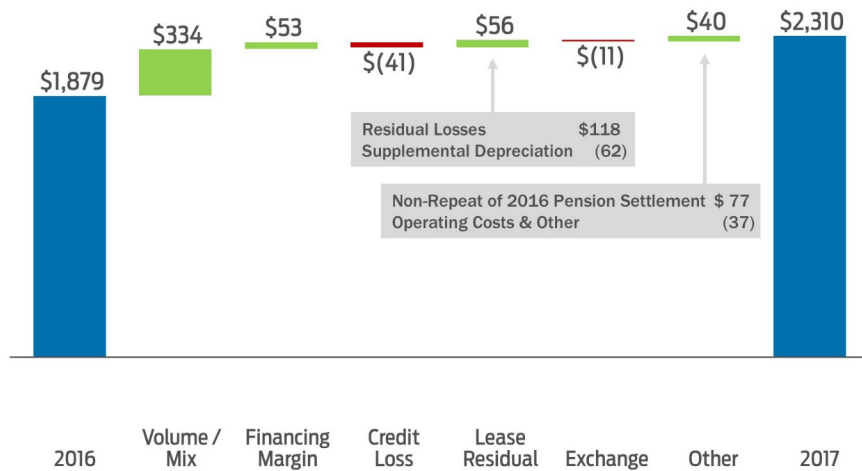 $1,879
$334
$53
$(41)
$56
$(11)
$40
$2,310
Residual Losses $118
Supplemental Depreciation (62)
Non-Repeat of 2016 Pension Settlement $ 77
Operating Costs & Other (37)
2016
Volume /
Mix
Financing
Margin
Credit
Loss
Lease
Residual
Exchange
Other
2017